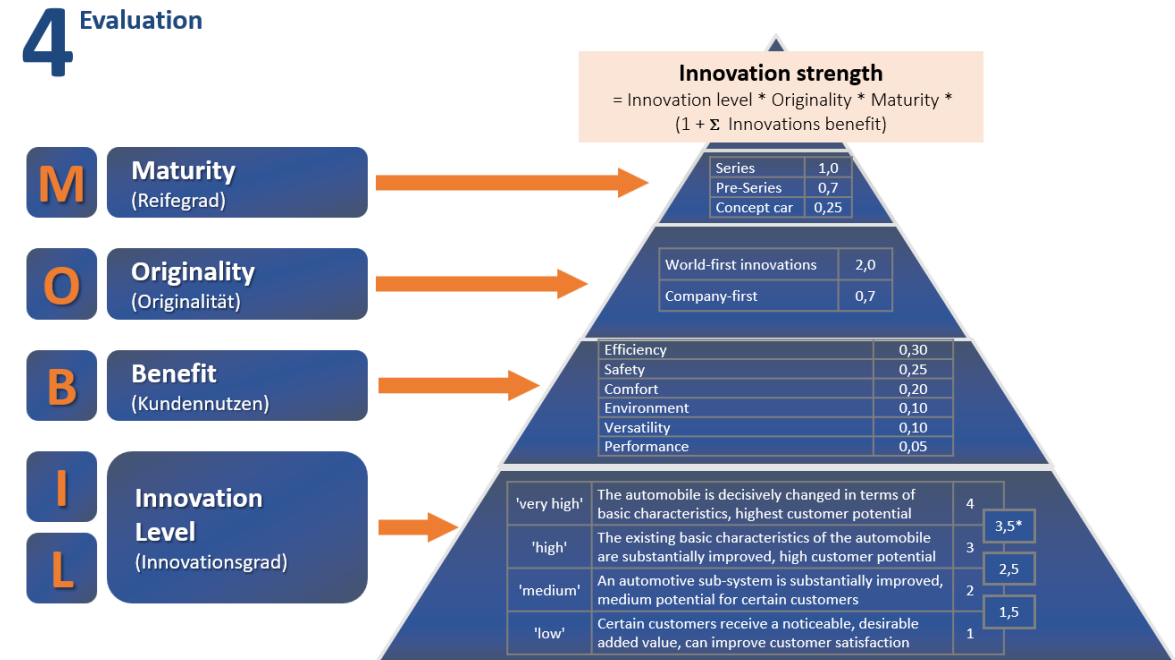 4 Evaluation
Innovation strength
= Innovation level * Originality * Maturity *
(1 + Σ Innovations benefit)
M
Maturity
(Reifegrad)
Series 1,0
Pre-Series 0,7
Concept car 0,25
O
Originality
(Originalität)
World-first innovations 2,0
Company-first 0,7
B
Benefit
(Kundennutzen)
Efficiency 0,30
Safety 0,25
Comfort 0,20
Environment 0,10
Versatility 0,10
Performance 0,05
I
L
Innovation
Level
(Innovationsgrad)
'very high' The automobile is decisively changed in terms of
basic characteristics, highest customer potential 4
3,5*
'high' The existing basic characteristics of the automobile
are substantially improved, high customer potential 3
2,5
'medium' An automotive sub-system is substantially improved,
medium potential for certain customers 2
1,5
'low' Certain customers receive a noticeable, desirable
added value, can improve customer satisfaction 1